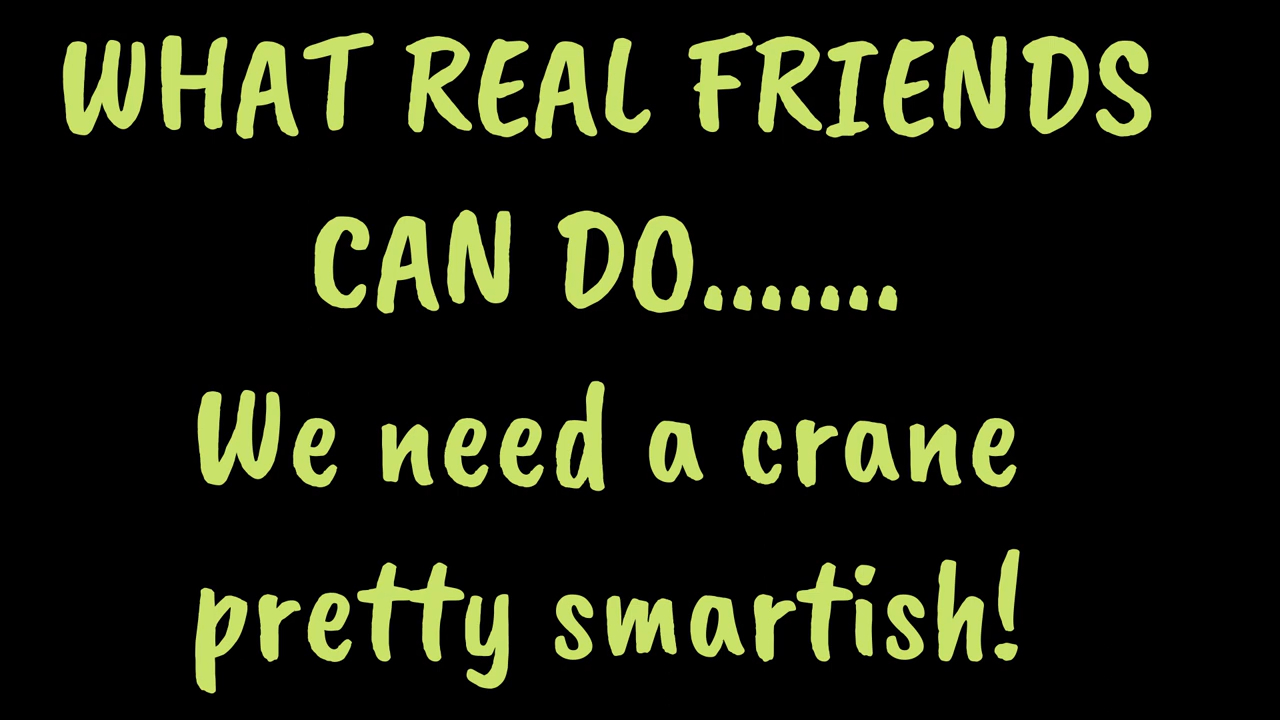 WHAT REAL FRIENDS
CAN DO.......
We need a crane
pretty smartish!